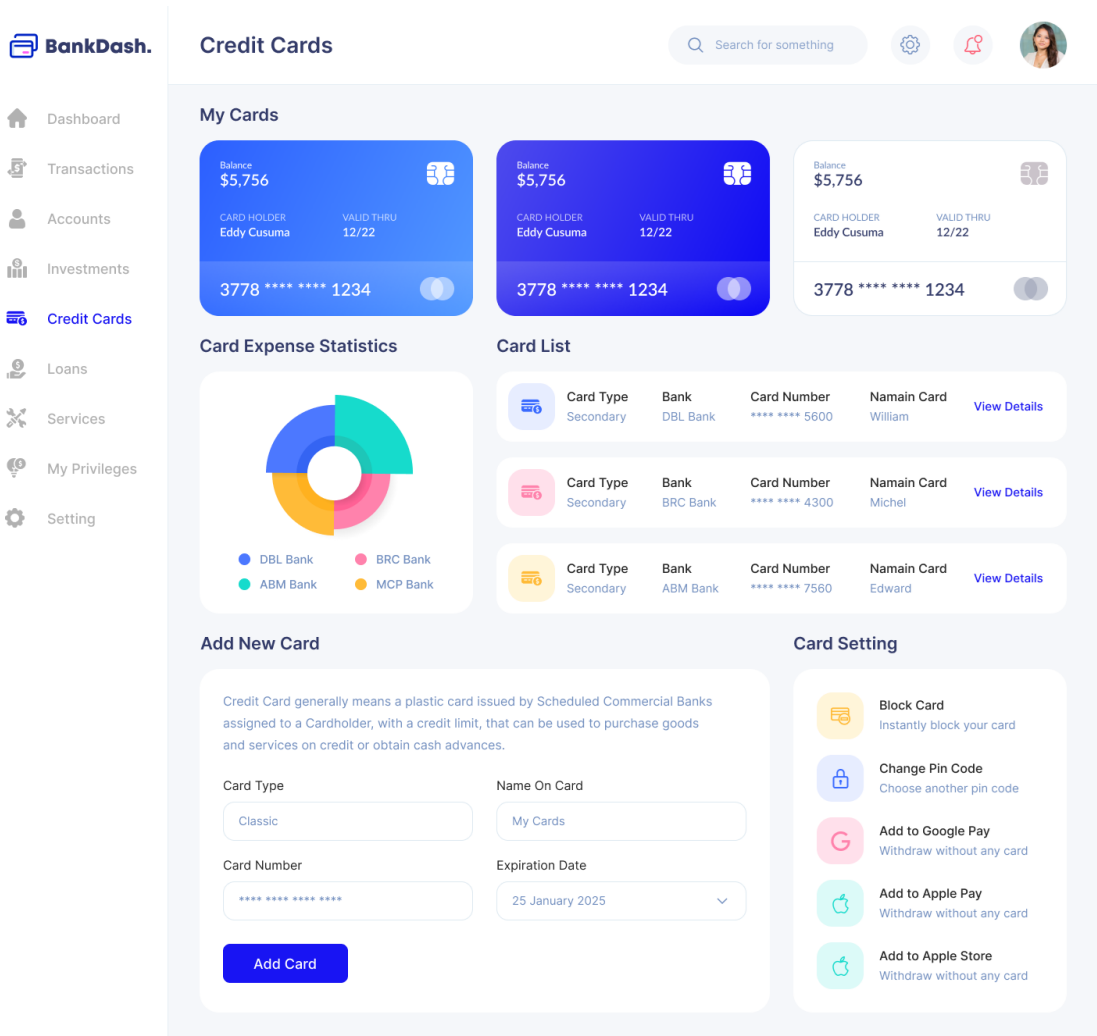 BankDash.
Credit Cards
Search for something
Dashboard
Transactions
Accounts
Investments
Credit Cards
Loans
Services
My Privileges
Setting
My Cards
Balance
$5,756
CARD HOLDER VALID THRU
Eddy Cusuma 12/22
3778 **** **** 1234
Balance
$5,756
CARD HOLDER VALID THRU
Eddy Cusuma 12/22
3778 **** **** 1234
Balance
$5,756
CARD HOLDER VALID THRU
Eddy Cusuma 12/22
3778 **** **** 1234
Card Expense Statistics
DBL Bank BRC Bank
ABM Bank MCP Bank
Card List
Card Type Bank Card Number Namain Card
Secondary DBL Bank **** **** 5600 William
View Details
Card Type Bank Card Number Namain Card
Secondary BRC Bank **** **** 4300 Michel
View Details
Card Type Bank Card Number Namain Card
Secondary ABM Bank **** **** 7560 Edward
View Details
Add New Card
Credit Card generally means a plastic card issued by Scheduled Commercial Banks
assigned to a Cardholder, with a credit limit, that can be used to purchase goods
and services on credit or obtain cash advances.
Card Type Name On Card
Classic My Cards
Card Number Expiration Date
**** **** **** **** 25 January 2025
Add Card
Card Setting
Block Card
Instantly block your card
Change Pin Code
Choose another pin code
Add to Google Pay
Withdraw without any card
Add to Apple Pay
Withdraw without any card
Add to Apple Store
Withdraw without any card